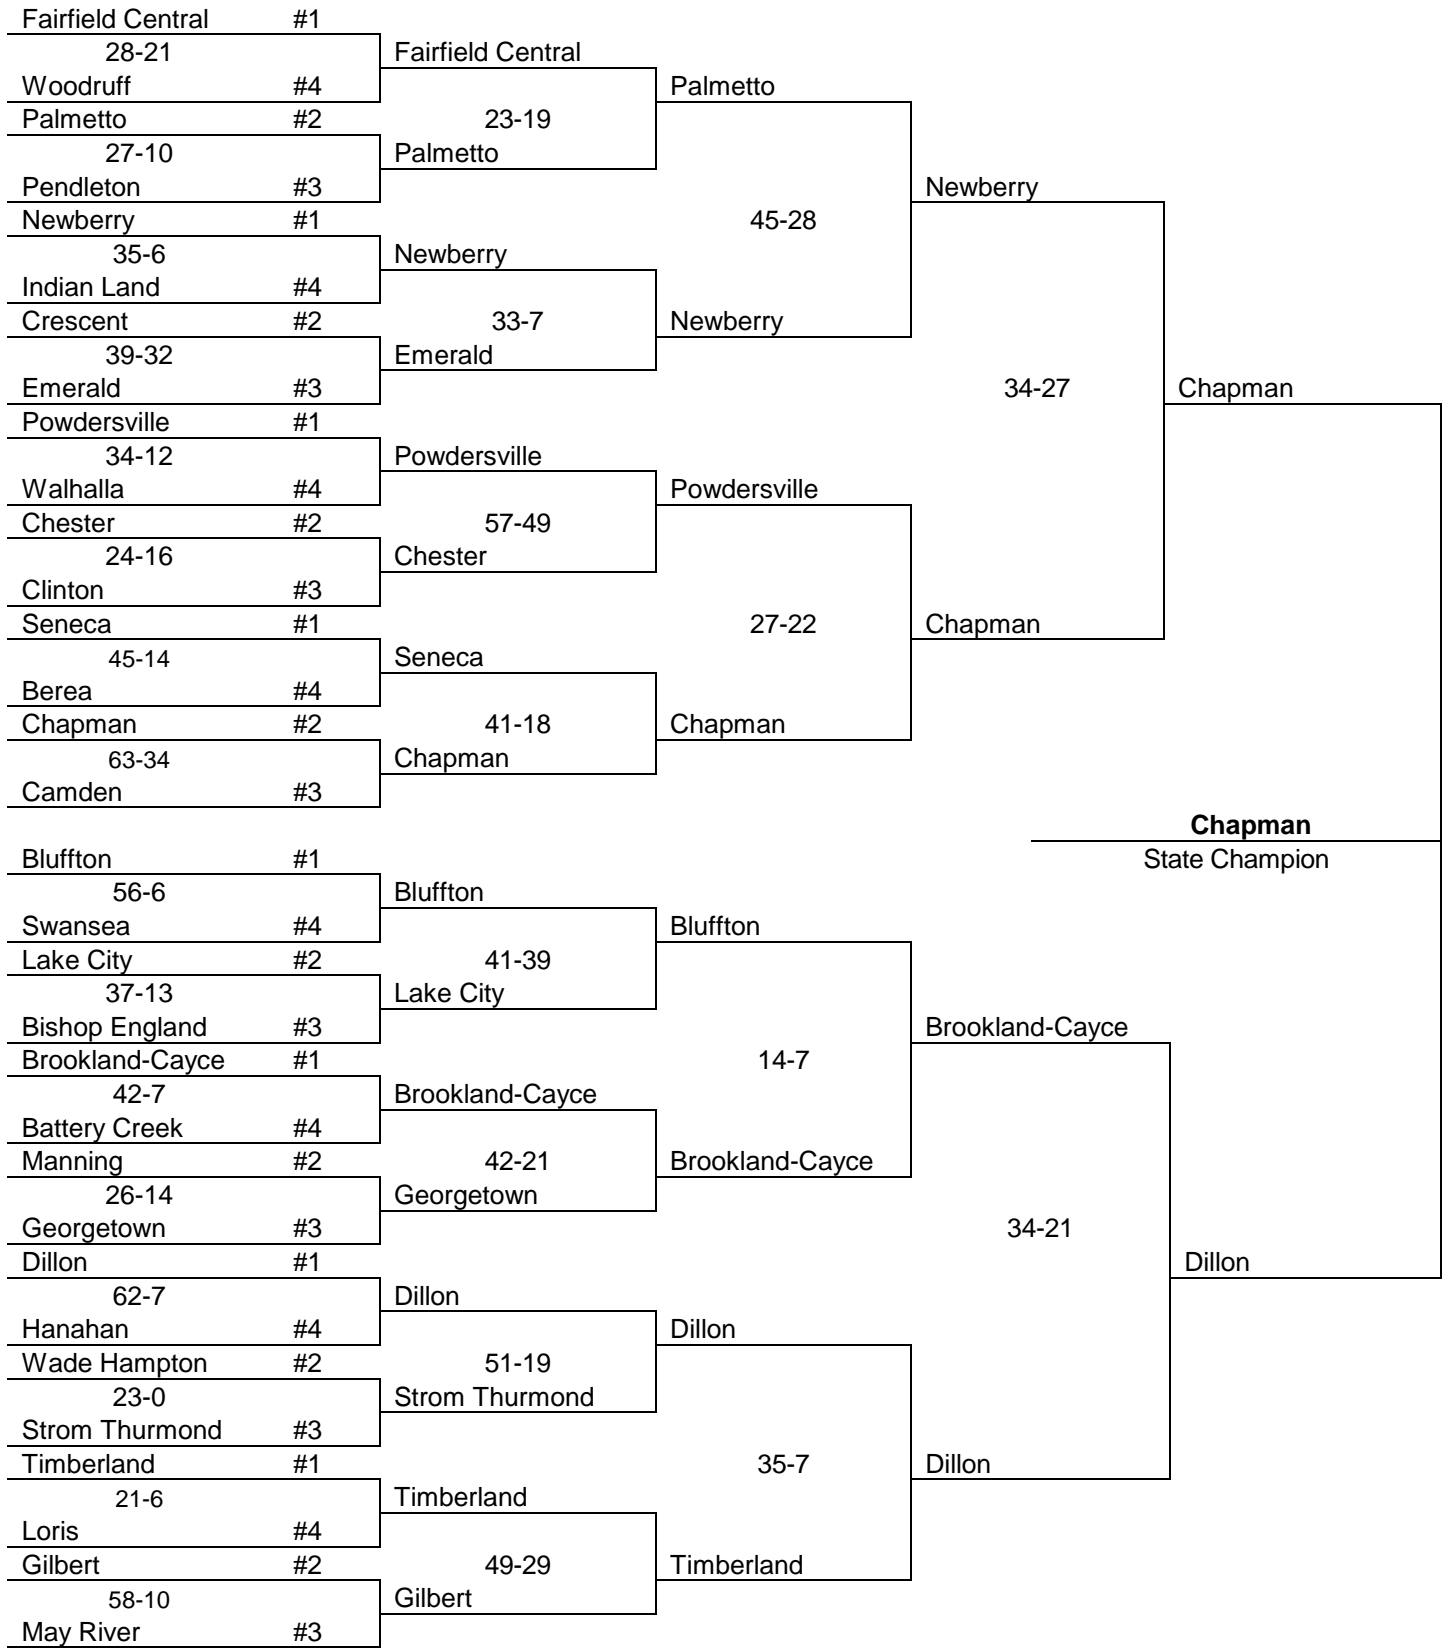 Fairfield Central #1
28-21 Fairfield Central
Woodruff #4 Palmetto
Palmetto #2 23-19
27-10 Palmetto
Pendleton #3 Newberry
Newberry #1 45-28
35-6 Newberry
Indian Land #4
Crescent #2 33-7 Newberry
39-32 Emerald
Emerald #3 34-27 Chapman
Powdersville #1
34-12 Powdersville
Walhalla #4 Powdersville
Chester #2 57-49
24-16 Chester
Clinton #3
Seneca #1 27-22 Chapman
45-14 Seneca
Berea #4
Chapman #2 41-18 Chapman
63-34 Chapman
Camden #3
Chapman
Bluffton #1 State Champion
56-6 Bluffton
Swansea #4 Bluffton
Lake City #2 41-39
37-13 Lake City
Bishop England #3 Brookland-Cayce
Brookland-Cayce #1 14-7
42-7 Brookland-Cayce
Battery Creek #4
Manning #2 42-21 Brookland-Cayce
26-14 Georgetown
Georgetown #3 34-21
Dillon #1 Dillon
62-7 Dillon
Hanahan #4 Dillon
Wade Hampton #2 51-19
23-0 Strom Thurmond
Strom Thurmond #3
Timberland #1 35-7 Dillon
21-6 Timberland
Loris #4
Gilbert #2 49-29 Timberland
58-10 Gilbert
May River #3